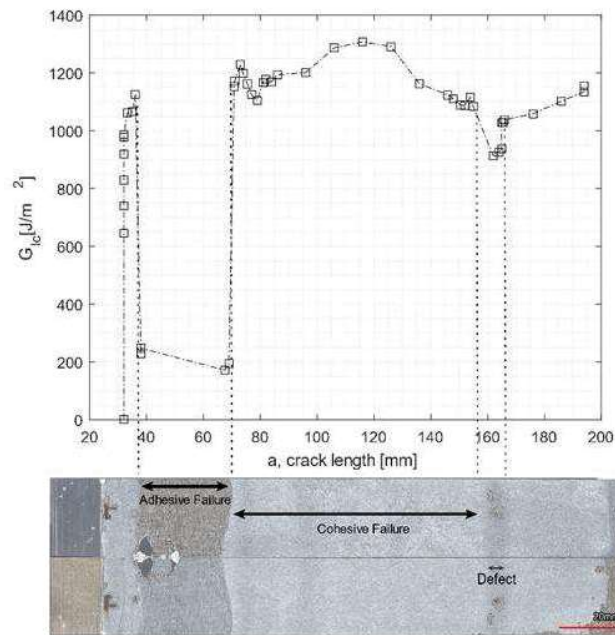 1400
1200
1000
800
600
400
200
0
G Ic [J/m 2 ]
20 40 60 80 100 120 140 160 180 200
a, crack length [mm]
Adhesive Failure
Cohesive Failure
Defect